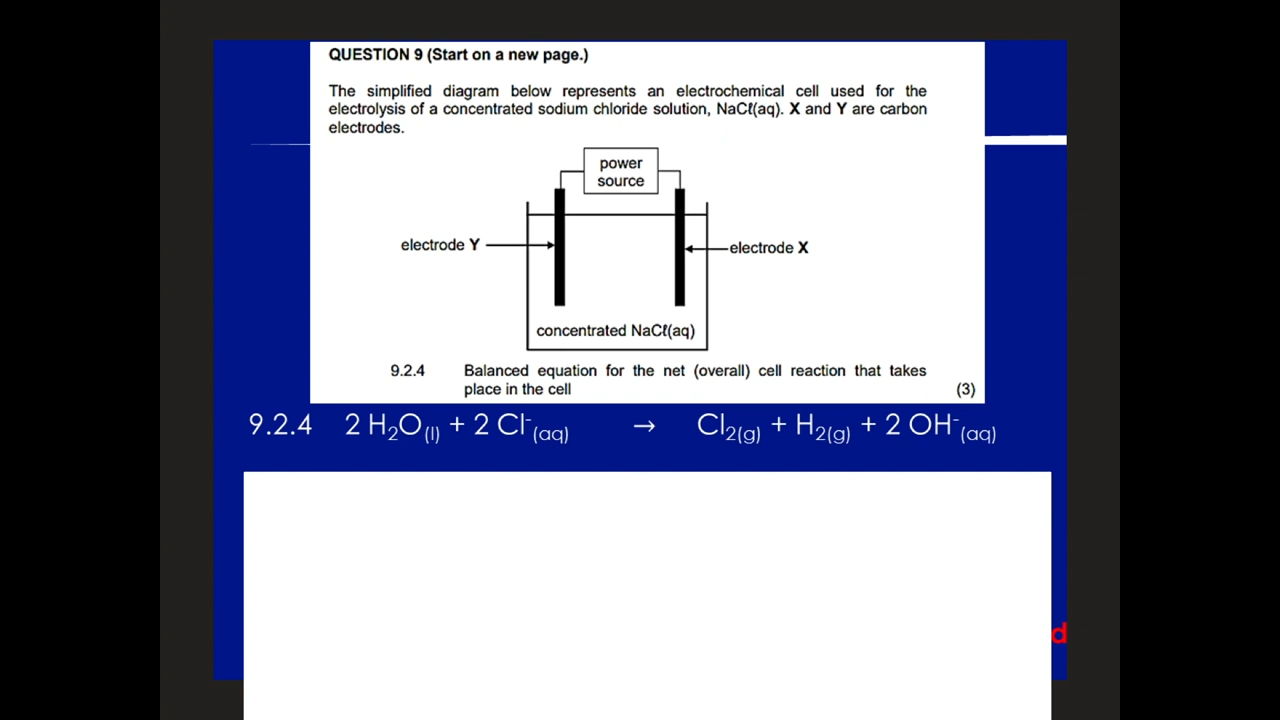 QUESTION 9 (Start on a new page.)
The simplified diagram below represents an electrochemical cell used for the
electrolysis of a concentrated sodium chloride solution, NaCℓ(aq). X and Y are carbon
electrodes.
power
source
electrode Y
electrode X
concentrated NaCℓ(aq)
9.2.4 Balanced equation for the net (overall) cell reaction that takes
place in the cell
(3)
9.2.4 2 H₂O(l) + 2 Cl⁻(aq) → Cl₂(g) + H₂(g) + 2 OH⁻(aq)
d